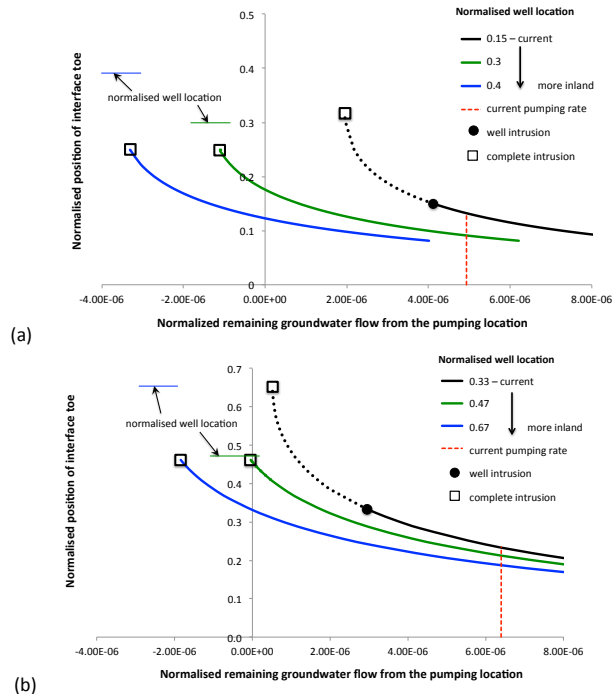 0.5
0.4
0.3
0.2
0.1
0
Normalised position of interface toe
normalised well location
Normalised well location
0.15 – current
0.3
0.4 more inland
current pumping rate
well intrusion
complete intrusion
-4.00E-06 -2.00E-06 0.00E+00 2.00E-06 4.00E-06 6.00E-06 8.00E-06
Normalized remaining groundwater flow from the pumping location
(a)
0.7
0.6
0.5
0.4
0.3
0.2
0.1
0.0
Normalised position of interface toe
normalised well location
Normalised well location
0.33 – current
0.47
0.67 more inland
current pumping rate
well intrusion
complete intrusion
-4.00E-06 -2.00E-06 0.00E+00 2.00E-06 4.00E-06 6.00E-06 8.00E-06
Normalised remaining groundwater flow from the pumping location
(b)